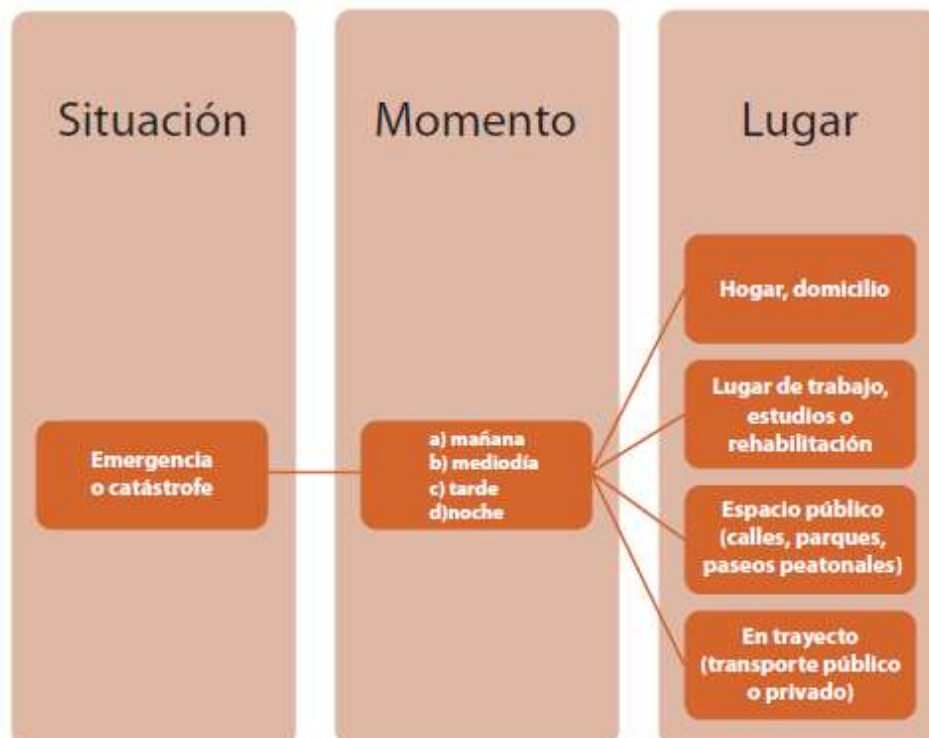 Situación
Momento
Lugar
Emergencia
o catástrofe
a) mañana
b) mediodía
c) tarde
d)noche
Hogar, domicilio
Lugar de trabajo,
estudios o
rehabilitación
Espacio público
(calles, parques,
paseos peatonales)
En trayecto
(transporte público
o privado)